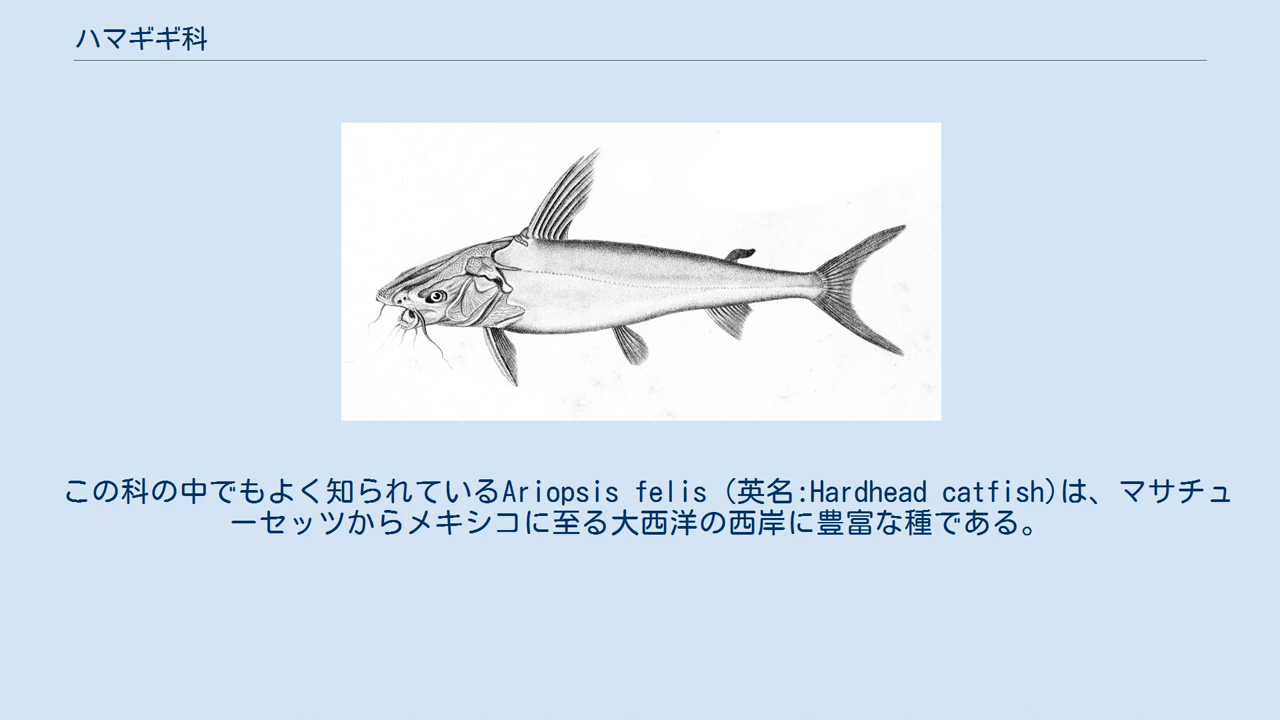 ハマギギ科
この科の中でもよく知られているAriopsis felis (英名:Hardhead catfish)は、マサチュ
ーセッツからメキシコに至る大西洋の西岸に豊富な種である。